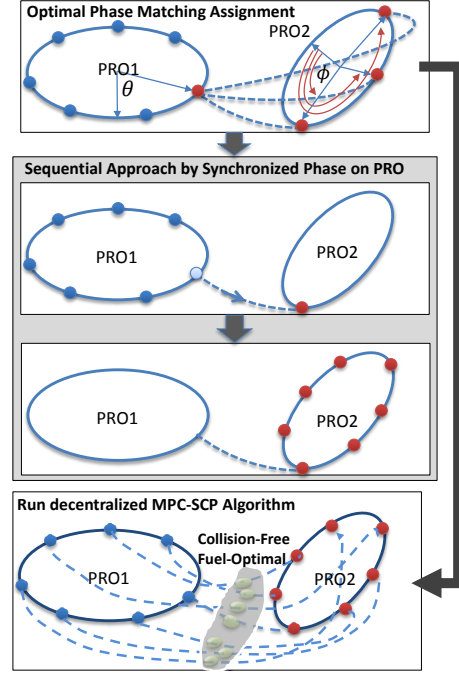 Optimal Phase Matching Assignment
PRO1
θ
PRO2
ϕ
Sequential Approach by Synchronized Phase on PRO
PRO1
PRO2
PRO1
PRO2
Run decentralized MPC-SCP Algorithm
PRO1
Collision-Free
Fuel-Optimal
PRO2